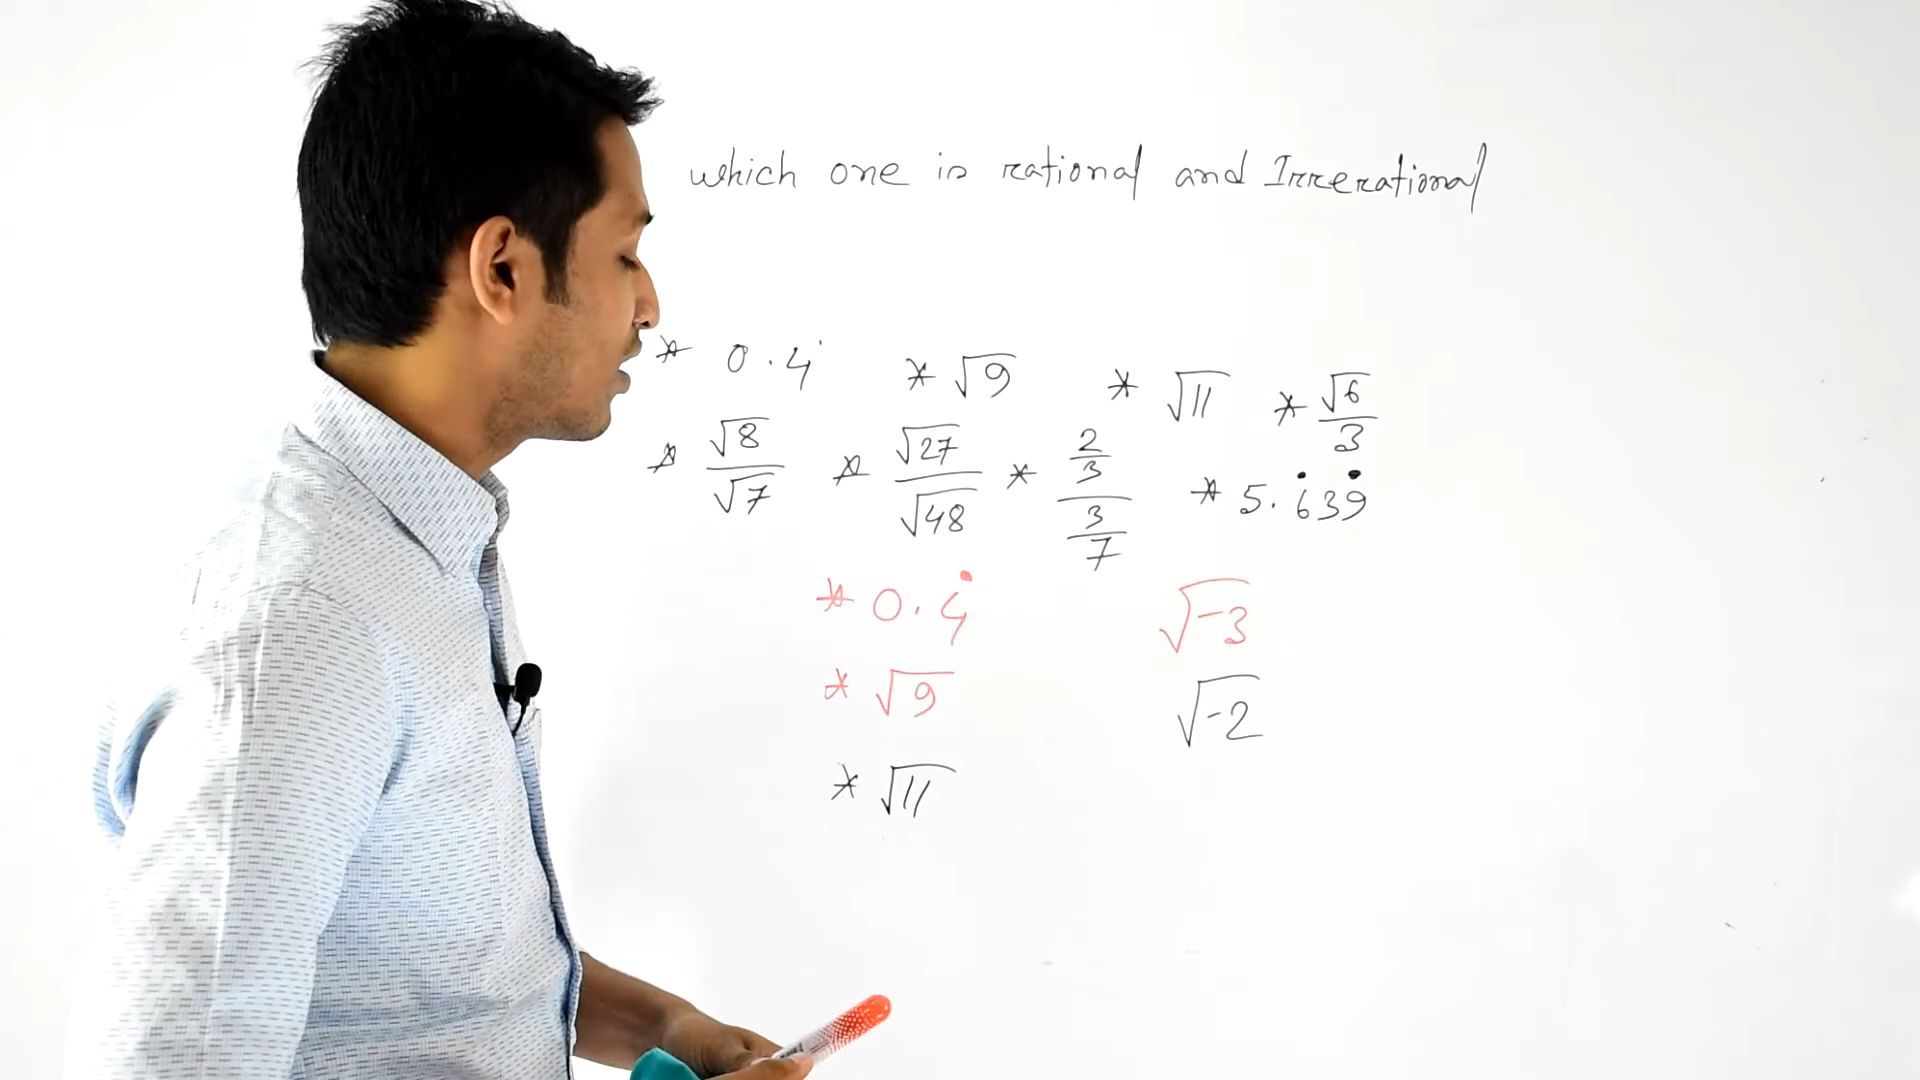 which one is rational and Irrerational
* 0.4̇ * √9 * √11 * √6/3
* √8/√7 * √27/√48 * (2/3)/(3/7) * 5.6̇39̇
* 0.4̇ √-3
* √9 √-2
* √11